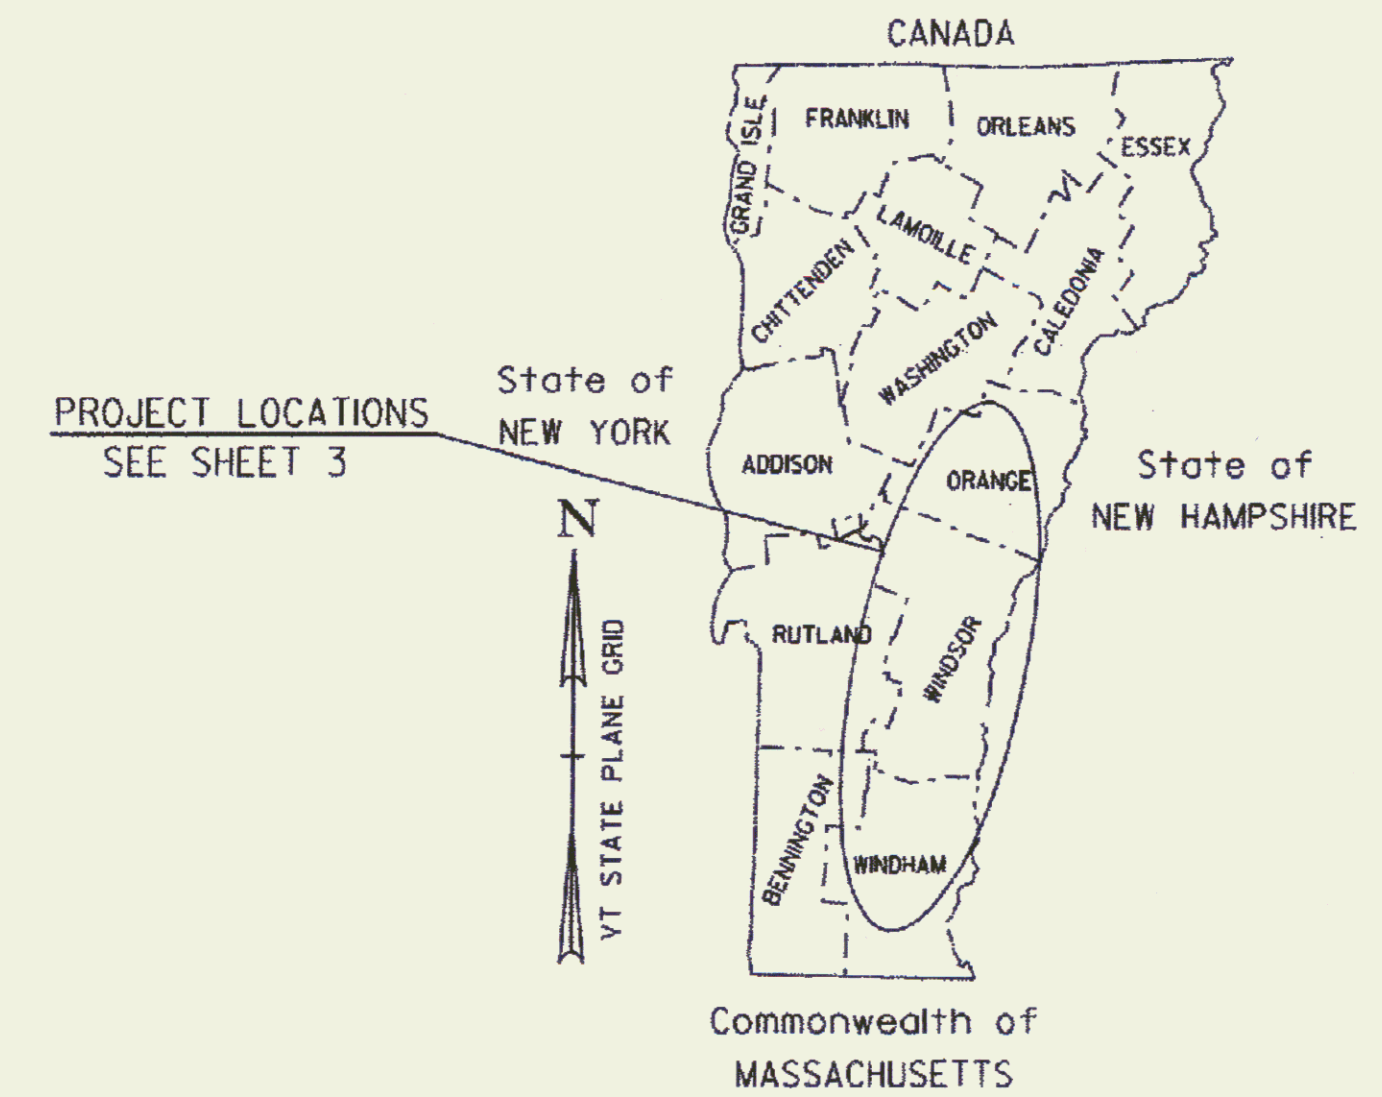 CANADA
FRANKLIN
ORLEANS
ESSEX
GRAND ISLE
LAMOILLE
CHITTENDEN
CALEDONIA
WASHINGTON
State of
NEW YORK
PROJECT LOCATIONS
SEE SHEET 3
ADDISON
ORANGE
State of
NEW HAMPSHIRE
N
VT STATE PLANE GRID
RUTLAND
WINDSOR
BENNINGTON
WINDHAM
Commonwealth of
MASSACHUSETTS